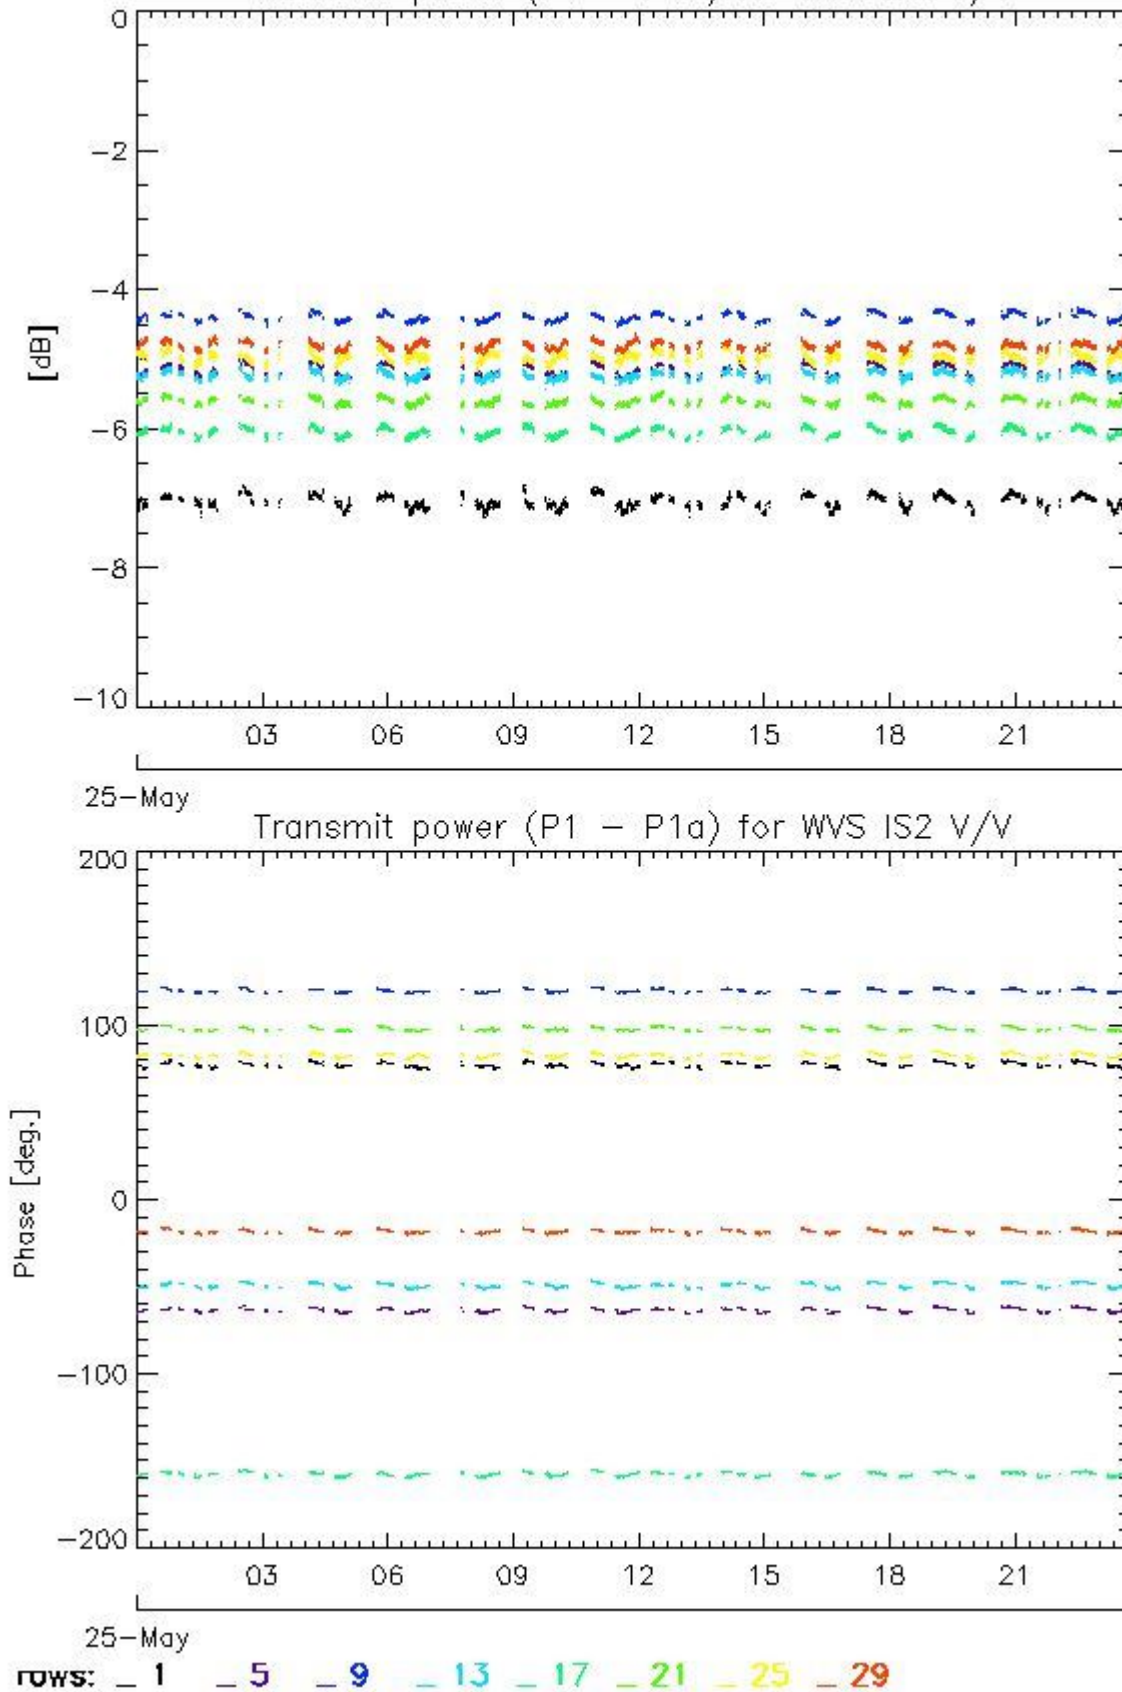 0
−2
−4
[dB]
−6
−8
−10
03 06 09 12 15 18 21
25−May
Transmit power (P1 − P1a) for WVS IS2 V/V
200
100
0
Phase [deg.]
−100
−200
03 06 09 12 15 18 21
25−May
rows: _ 1 _ 5 _ 9 _ 13 _ 17 _ 21 _ 25 _ 29